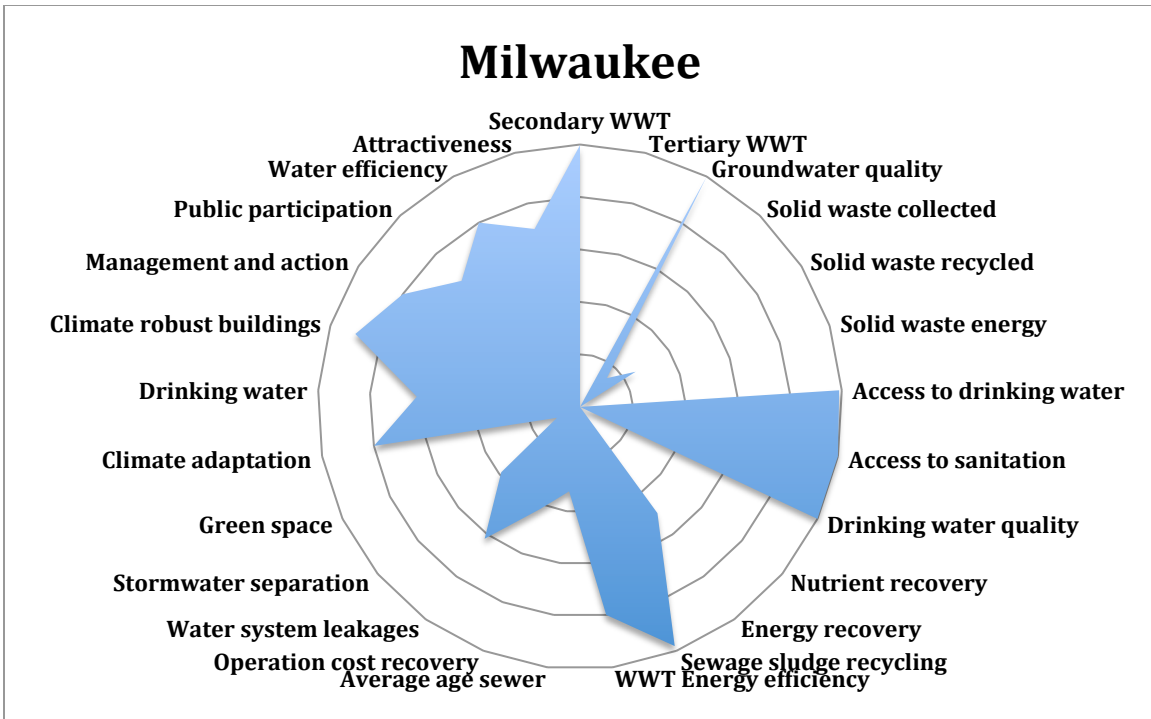 Milwaukee
Secondary WWT
Tertiary WWT
Groundwater quality
Solid waste collected
Solid waste recycled
Solid waste energy
Access to drinking water
Access to sanitation
Drinking water quality
Nutrient recovery
Energy recovery
Sewage sludge recycling
WWT Energy efficiency
Average age sewer
Operation cost recovery
Water system leakages
Stormwater separation
Green space
Climate adaptation
Drinking water
Climate robust buildings
Management and action
Public participation
Water efficiency
Attractiveness